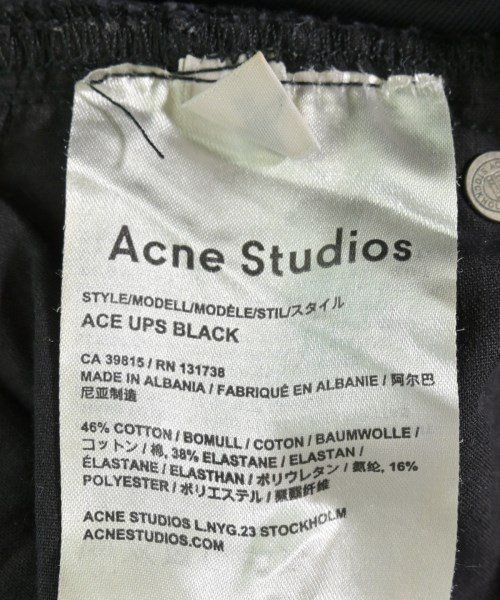 Acne Studios
STYLE/MODELL/MODÈLE/STIL/スタイル
ACE UPS BLACK
CA 39815 / RN 131738
MADE IN ALBANIA / FABRIQUÉ EN ALBANIE / 阿尔巴
尼亚制造
46% COTTON / BOMULL / COTON / BAUMWOLLE /
コットン / 棉, 38% ELASTANE / ELASTAN /
ÉLASTANE / ELASTHAN / ポリウレタン / 氨纶, 16%
POLYESTER / ポリエステル / 聚酯纤维
ACNE STUDIOS L.NYG.23 STOCKHOLM
ACNESTUDIOS.COM